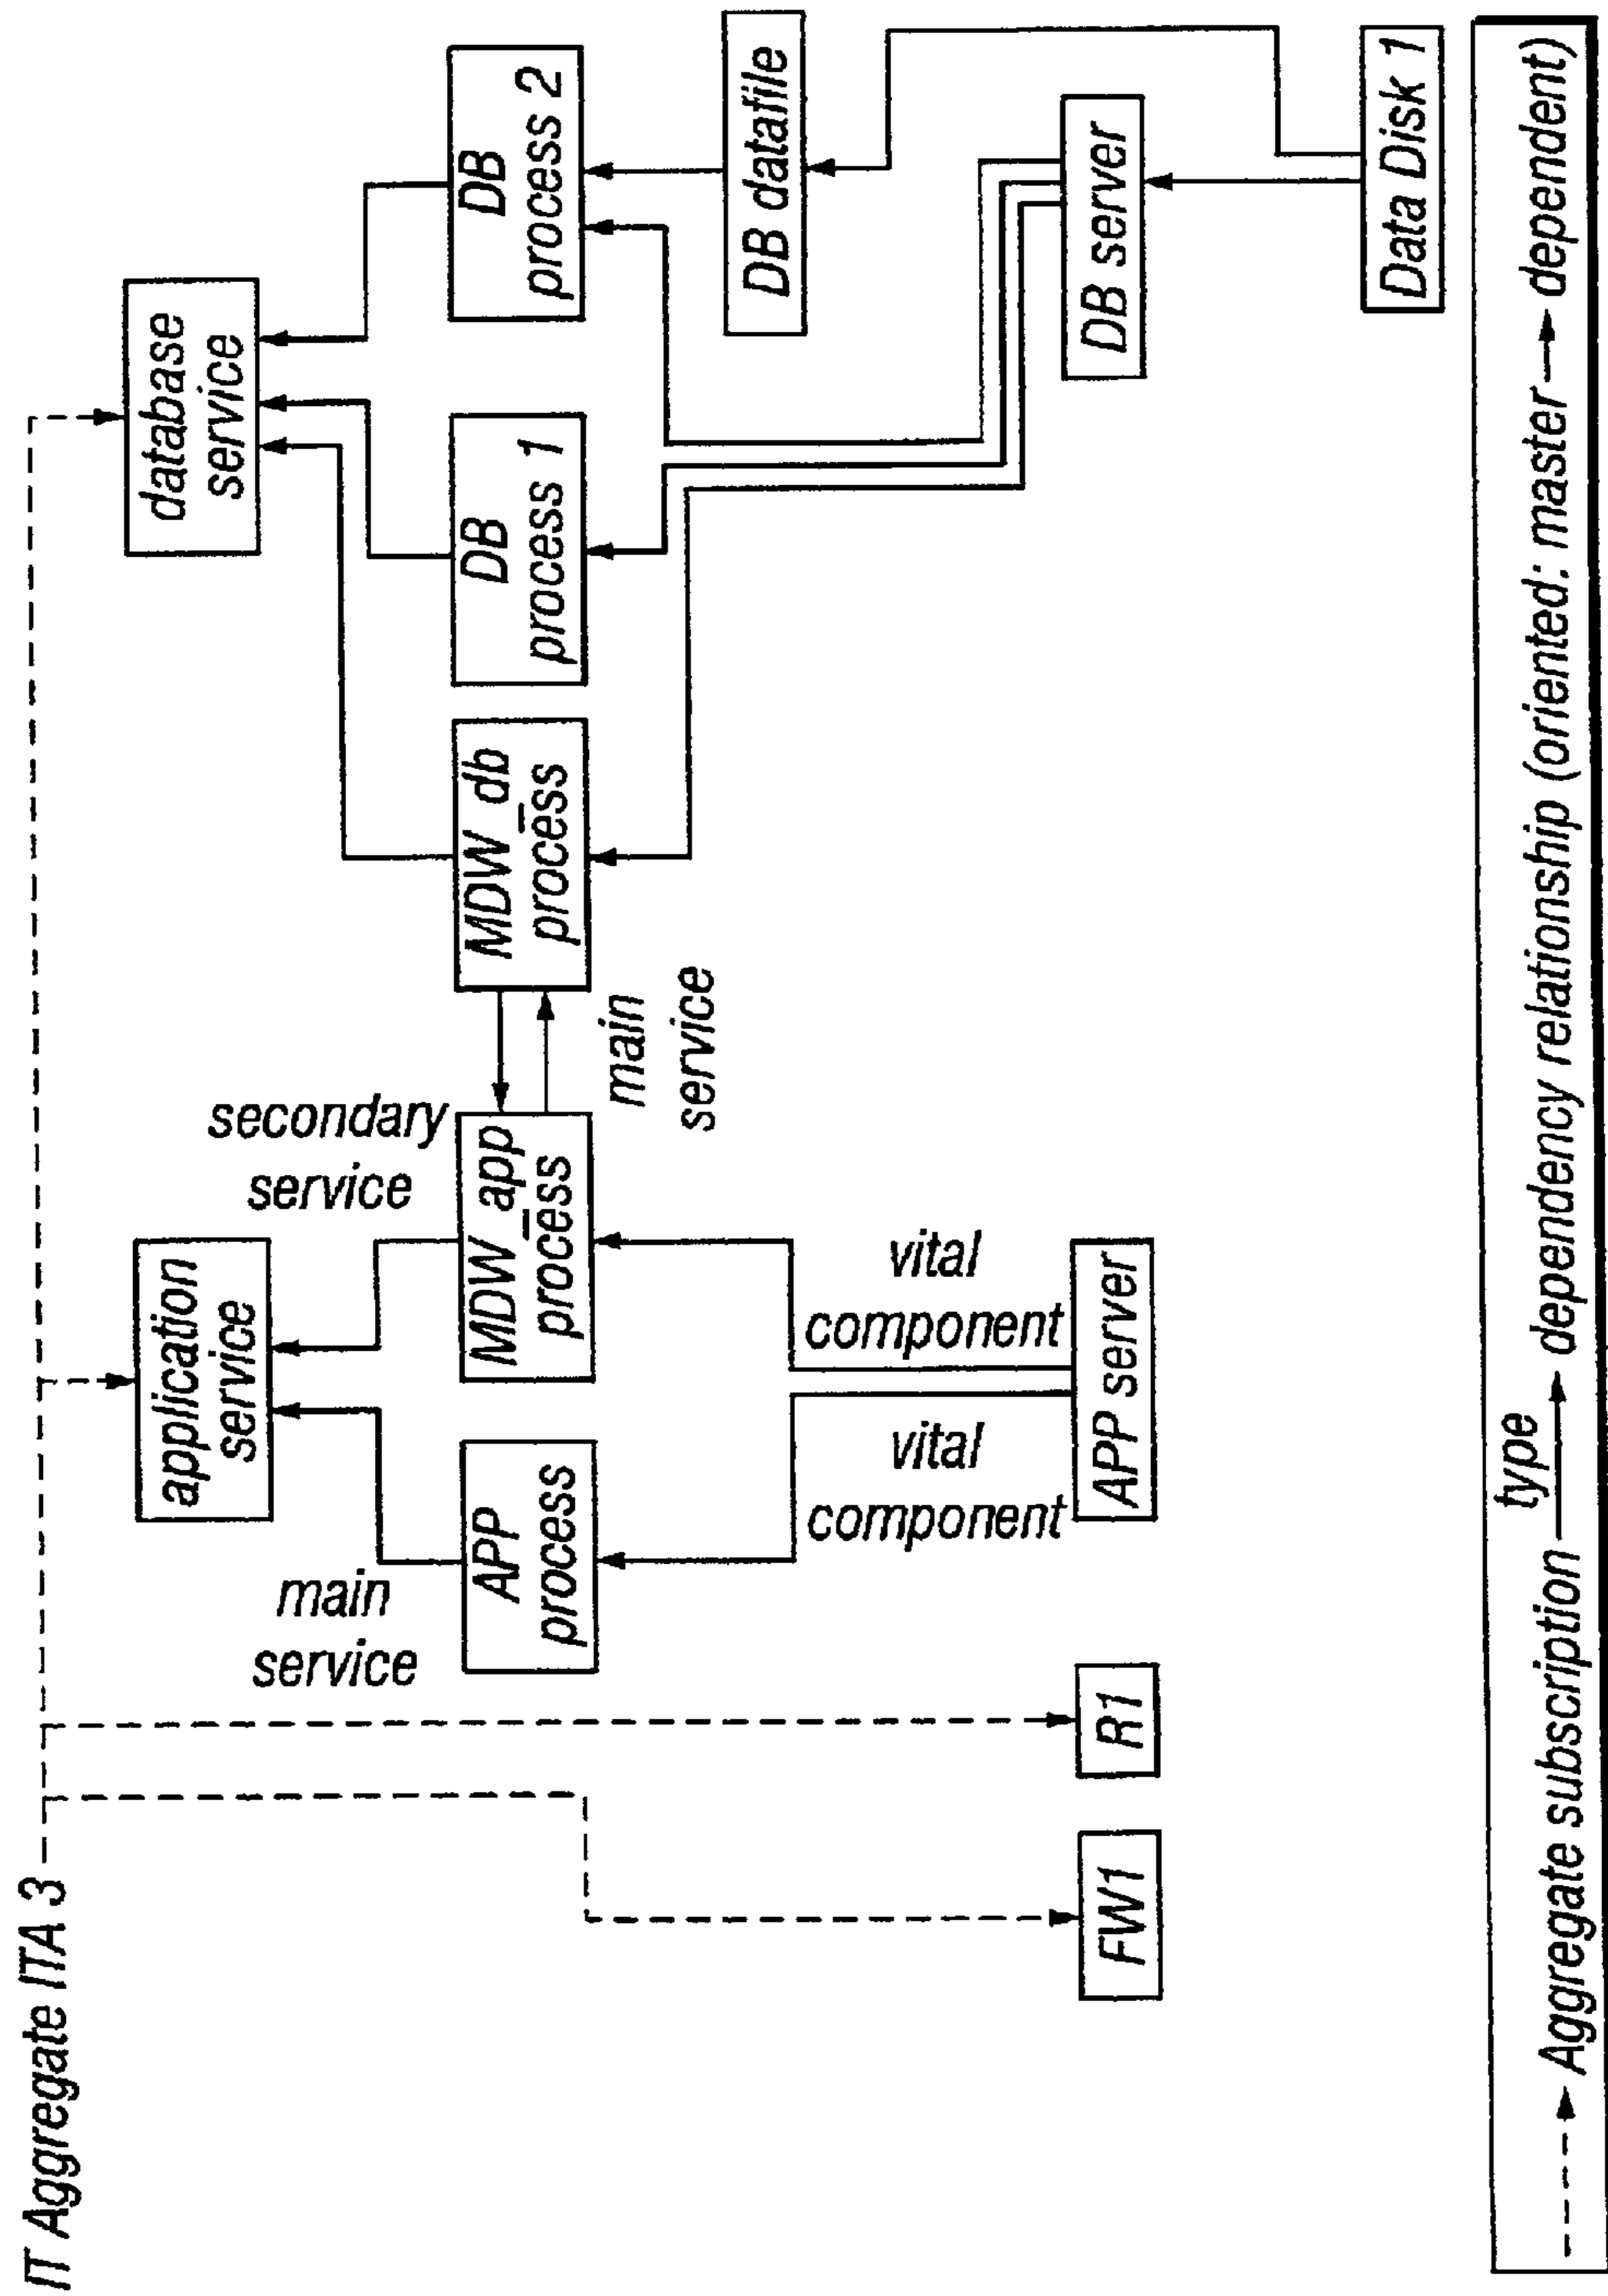 IT Aggregate ITA 3
application
service
database
service
main
service
secondary
service
APP
process
MDW_app
process
MDW_db
process
DB
process 1
DB
process 2
main
service
DB datafile
vital
component
vital
component
FW1
R1
APP server
DB server
Data Disk 1
Aggregate subscription type dependency relationship (oriented: master dependent)